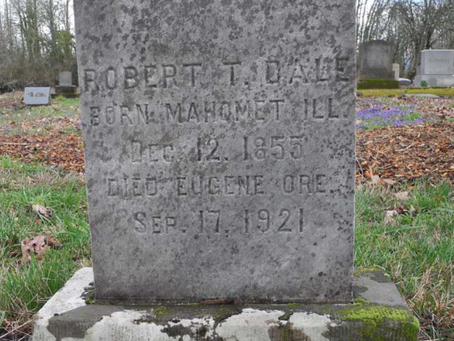 ROBERT T. DALE
BORN MAHOMET ILL.
DEC. 12, 1855
DIED EUGENE ORE.
SEP. 17, 1921